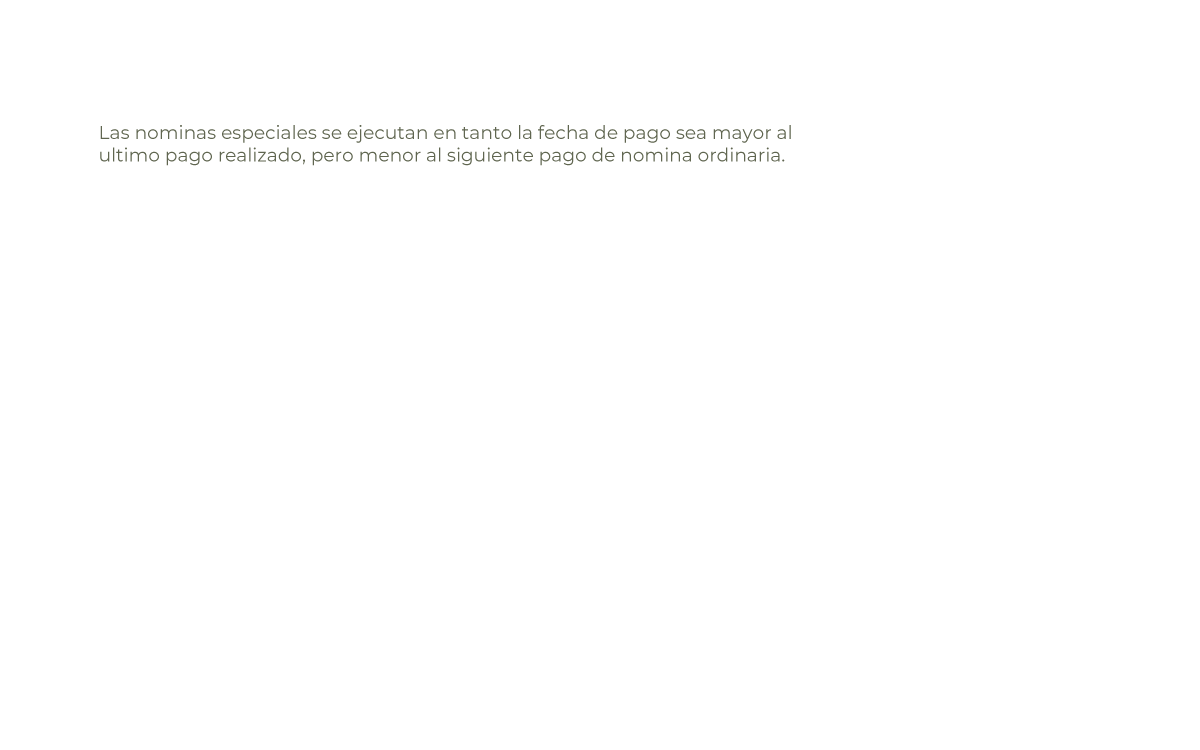 Las nominas especiales se ejecutan en tanto la fecha de pago sea mayor al
ultimo pago realizado, pero menor al siguiente pago de nomina ordinaria.